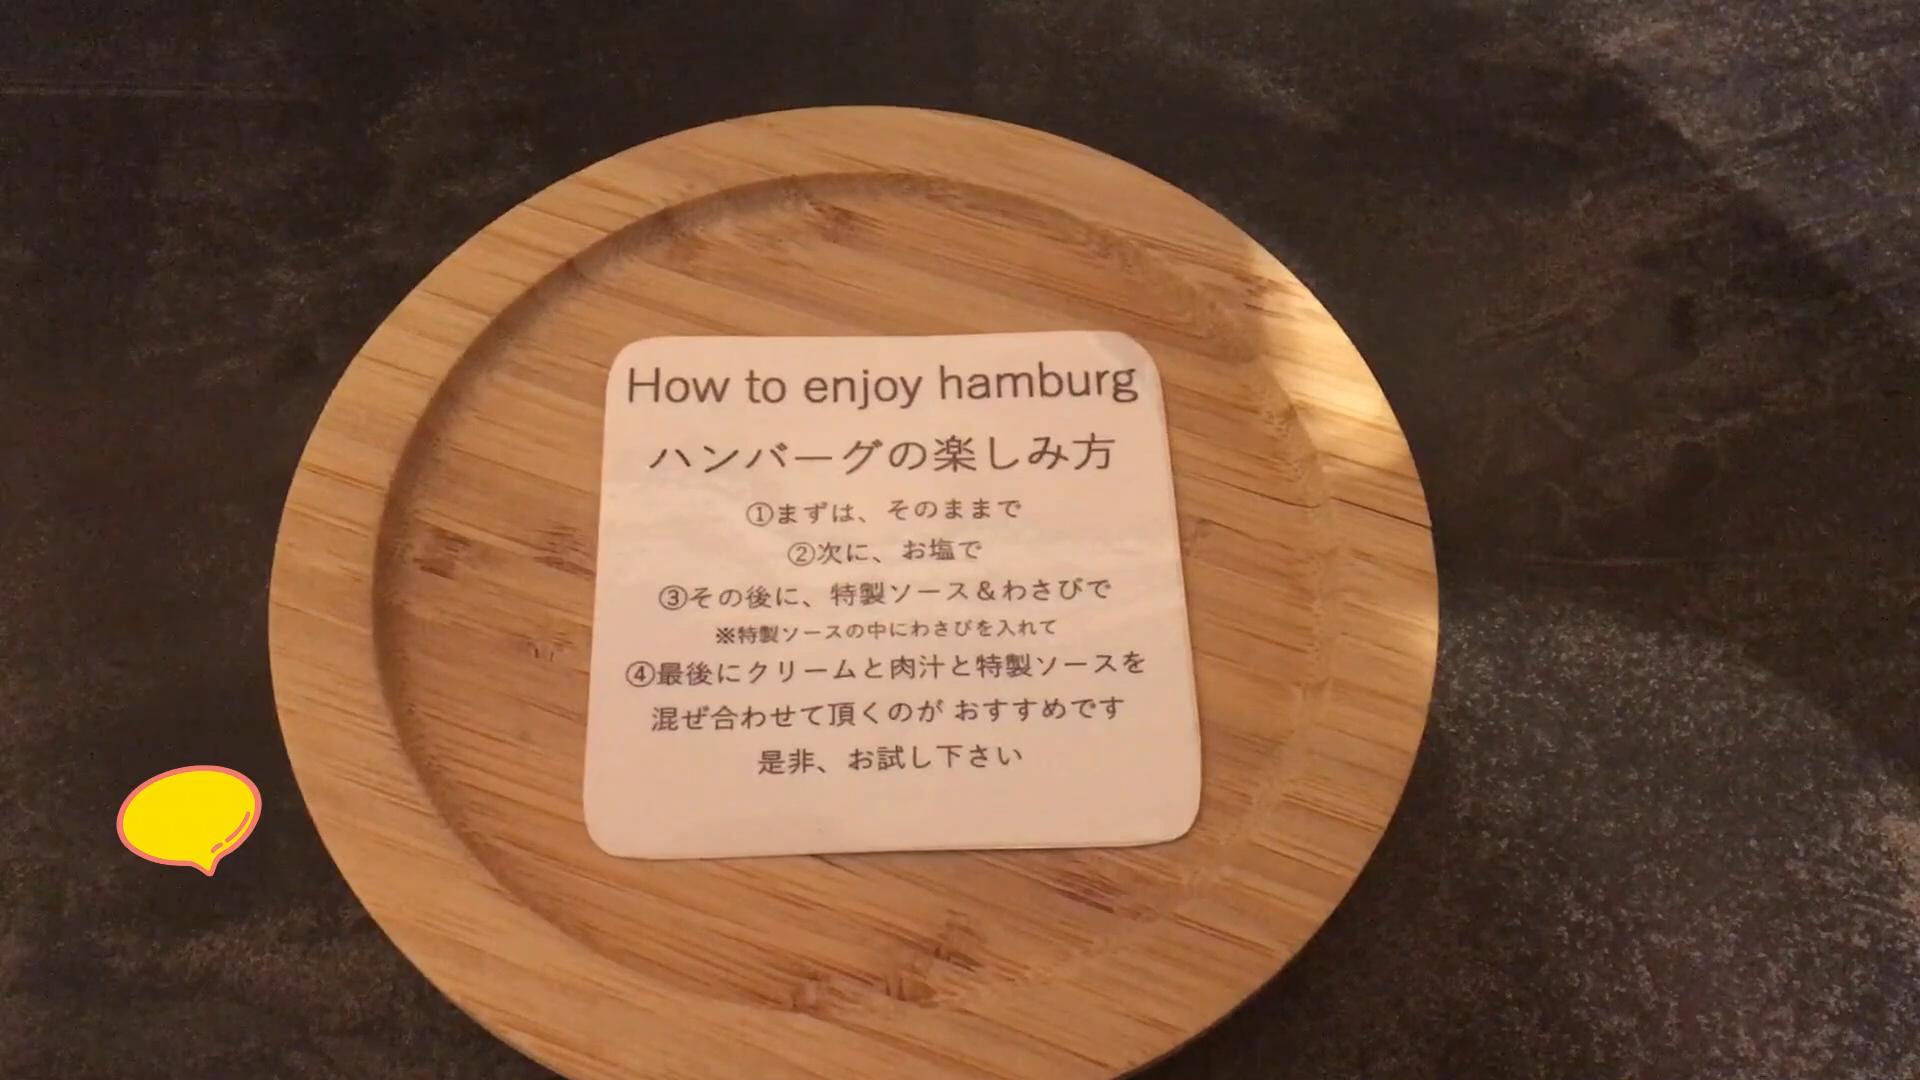 How to enjoy hamburg
ハンバーグの楽しみ方
①まずは、そのままで
②次に、お塩で
③その後に、特製ソース＆わさびで
※特製ソースの中にわさびを入れて
④最後にクリームと肉汁と特製ソースを
混ぜ合わせて頂くのが おすすめです
是非、お試し下さい